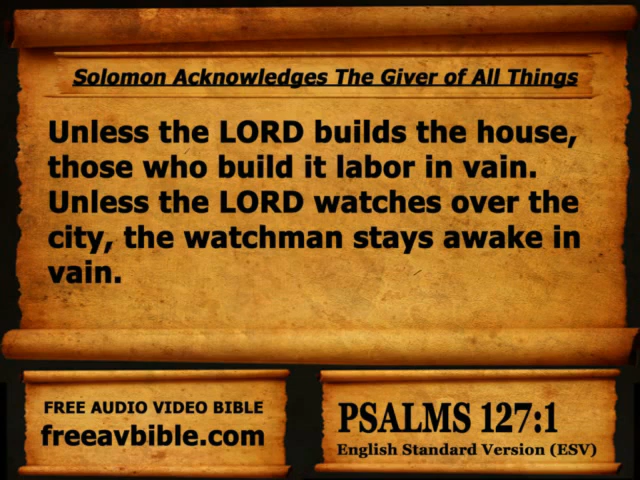 Solomon Acknowledges The Giver of All Things
Unless the LORD builds the house,
those who build it labor in vain.
Unless the LORD watches over the
city, the watchman stays awake in
vain.
FREE AUDIO VIDEO BIBLE
freeavbible.com
PSALMS 127:1
English Standard Version (ESV)